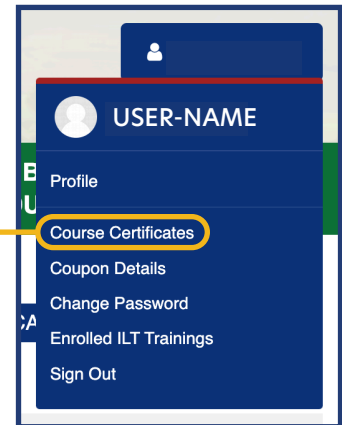 USER-NAME
Profile
Course Certificates
Coupon Details
Change Password
Enrolled ILT Trainings
Sign Out